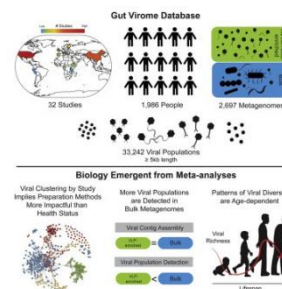 Gut Virome Database
# Studies
32 Studies
1,986 People
2,697 Metagenomes
33,242 Viral Populations
≥ 5kb length
Biology Emergent from Meta-analyses
Viral Clustering by Study
Implies Preparation Methods
More Impactful than
Health Status
More Viral Populations
are Detected in
Bulk Metagenomes
Viral Contig Assembly
Bulk
Viral Population Detection
Bulk
Patterns of Viral Diversity
are Age-dependent
Viral
Richness
Lifespan